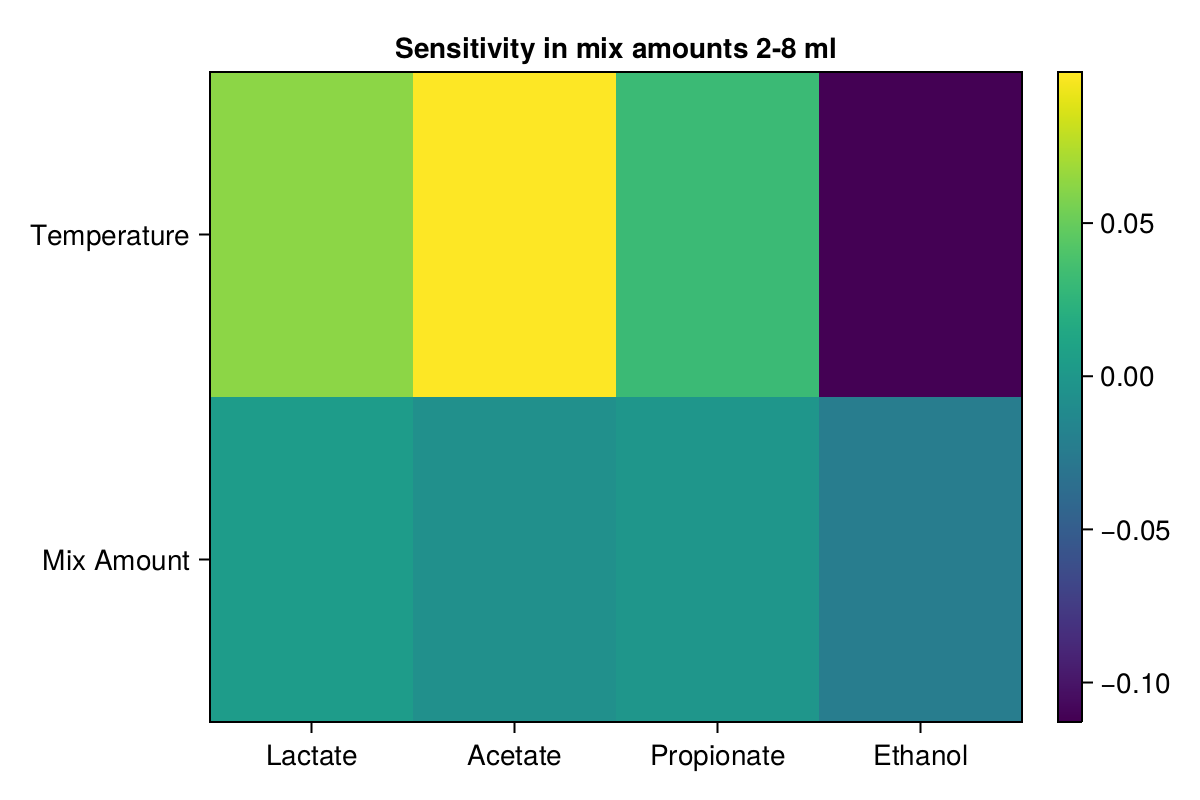 Sensitivity in mix amounts 2-8 ml
Temperature
Mix Amount
Lactate
Acetate
Propionate
Ethanol
0.05
0.00
−0.05
−0.10